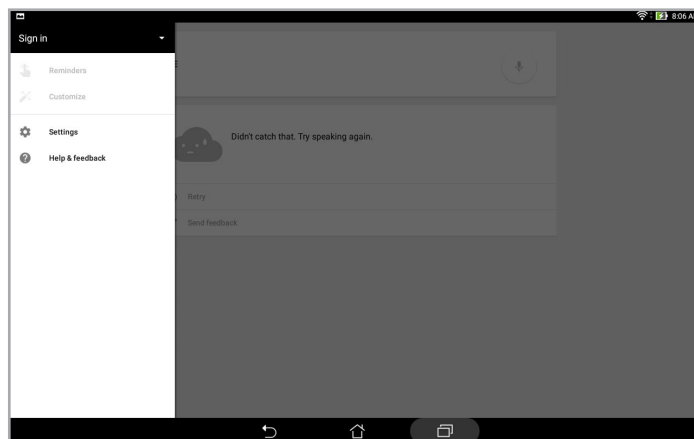 8:06 A
Sign in
Reminders
Customize
Settings
Help & feedback
Didn't catch that. Try speaking again.
Retry
Send feedback